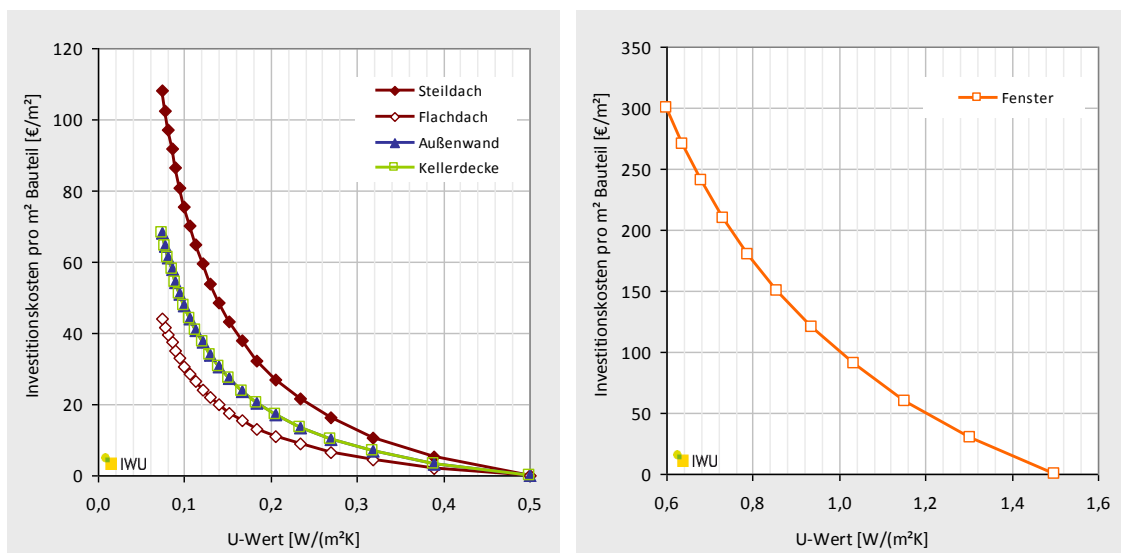 Investitionskosten pro m² Bauteil [€/m²]
120
100
80
60
40
20
0
Steildach
Flachdach
Außenwand
Kellerdecke
IWU
0,0 0,1 0,2 0,3 0,4 0,5
U-Wert [W/(m²K]
Investitionskosten pro m² Bauteil [€/m²]
350
300
250
200
150
100
50
0
Fenster
IWU
0,6 0,8 1,0 1,2 1,4 1,6
U-Wert [W/(m²K]